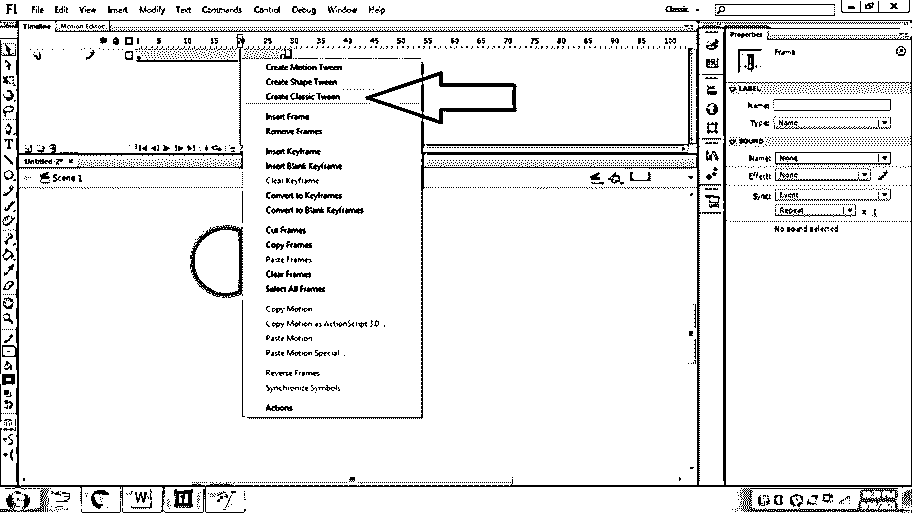 Fl File Edit View Insert Modify Text Commands Control Debug Window Help Classic
Timeline Motion Editor
1 5 10 15 20 25 30 35 40 45 50 55 60 65 70 75 80 85 90 95 100
Create Motion Tween
Create Shape Tween
Create Classic Tween
Insert Frame
Remove Frames
Insert Keyframe
Insert Blank Keyframe
Clear Keyframe
Convert to Keyframes
Convert to Blank Keyframes
Cut Frames
Copy Frames
Paste Frames
Clear Frames
Select All Frames
Copy Motion
Copy Motion as ActionScript 3.0...
Paste Motion
Paste Motion Special...
Reverse Frames
Synchronize Symbols
Actions
Untitled-2*
Scene 1
Properties
Frame
LABEL
Name:
Type: Name
SOUND
Name: None
Effect: None
Sync: Event
Repeat x 1
No sound selected
W